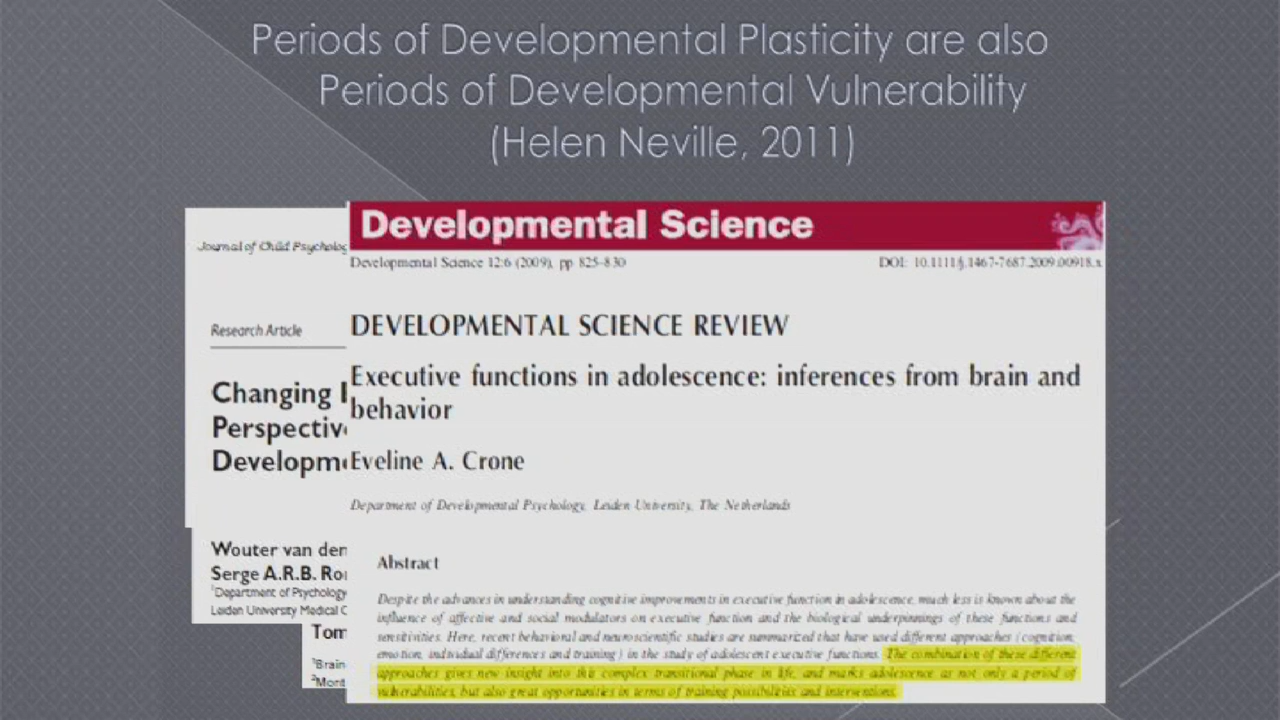 Periods of Developmental Plasticity are also
Periods of Developmental Vulnerability
(Helen Neville, 2011)
Journal of Child Psycholog
Research Article
Changing
Perspectiv
Developm
Wouter van den
Serge A.R.B. Ro
¹Department of Psychology
Leiden University Medical C
Tom
¹Brain
²Mont
Developmental Science
Developmental Science 12:6 (2009), pp 825–830
DOI: 10.1111/j.1467-7687.2009.00918.x
DEVELOPMENTAL SCIENCE REVIEW
Executive functions in adolescence: inferences from brain and
behavior
Eveline A. Crone
Department of Developmental Psychology, Leiden University, The Netherlands
Abstract
Despite the advances in understanding cognitive improvements in executive function in adolescence, much less is known about the
influence of affective and social modulators on executive function and the biological underpinnings of these functions and
sensitivities. Here, recent behavioral and neuroscientific studies are summarized that have used different approaches (cognition,
emotion, individual differences and training) in the study of adolescent executive functions. The combination of these different
approaches gives new insight into this complex transitional phase in life, and marks adolescence as not only a period of
vulnerabilities, but also great opportunities in terms of training possibilities and interventions.